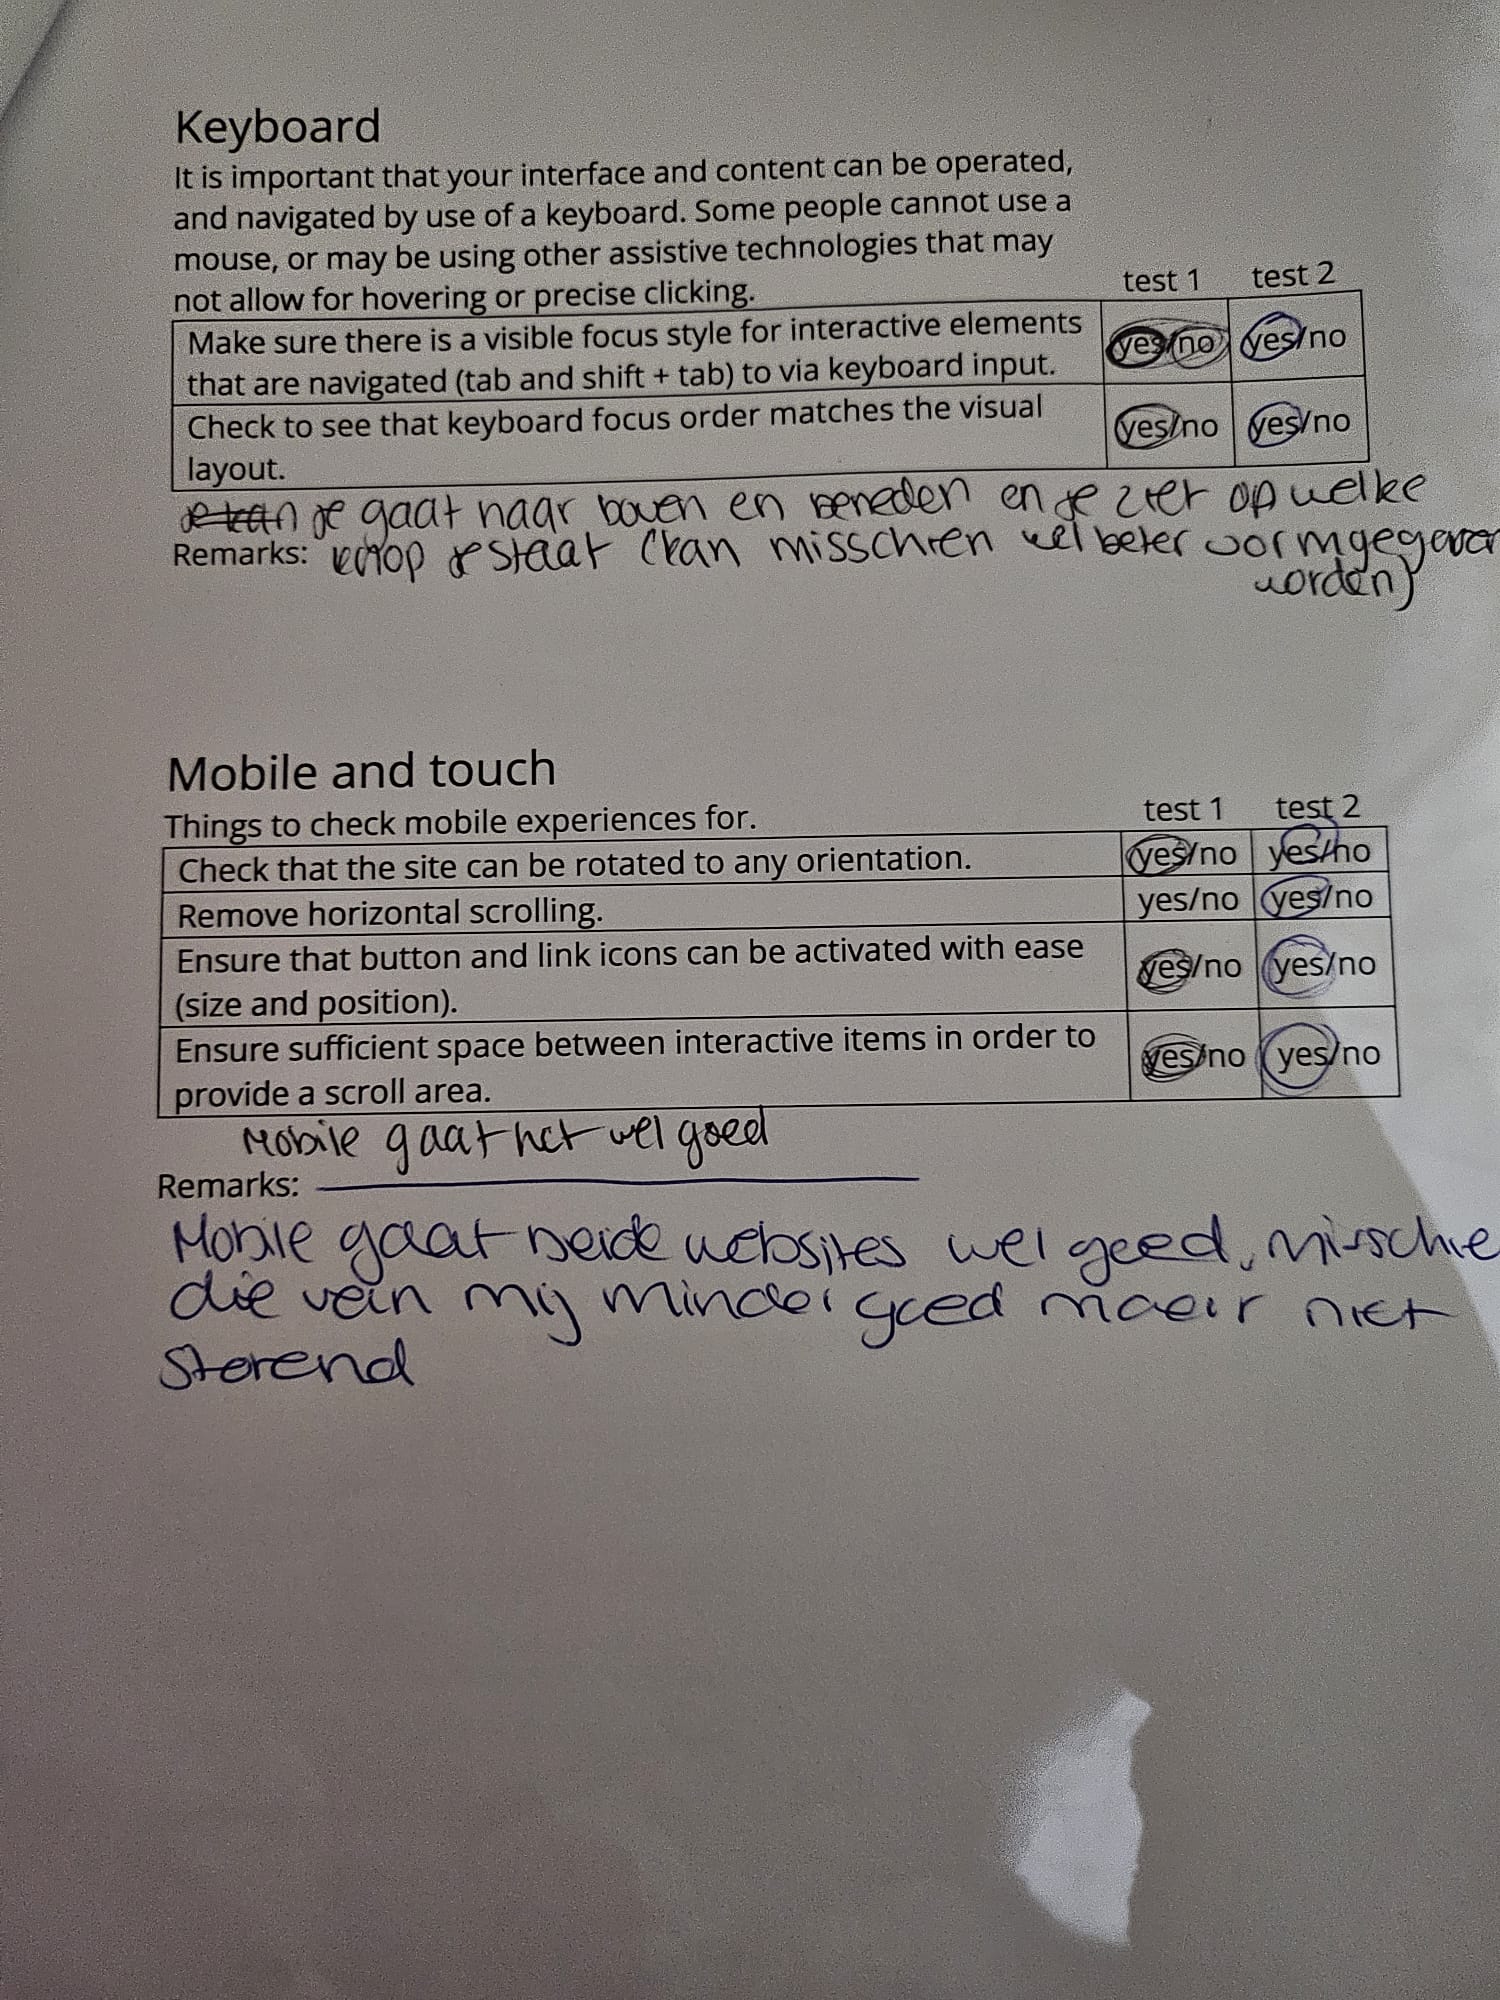 Keyboard
It is important that your interface and content can be operated,
and navigated by use of a keyboard. Some people cannot use a
mouse, or may be using other assistive technologies that may
not allow for hovering or precise clicking.
test 1 test 2
Make sure there is a visible focus style for interactive elements
that are navigated (tab and shift + tab) to via keyboard input.
yes/no yes/no
Check to see that keyboard focus order matches the visual
layout.
yes/no yes/no
je kan je gaat naar boven en beneden en je ziet op welke
Remarks: knop je staat (kan misschien wel beter vormgegeven
worden)
Mobile and touch
Things to check mobile experiences for.
test 1 test 2
Check that the site can be rotated to any orientation. yes/no yes/no
Remove horizontal scrolling. yes/no yes/no
Ensure that button and link icons can be activated with ease
(size and position).
yes/no yes/no
Ensure sufficient space between interactive items in order to
provide a scroll area.
yes/no yes/no
Mobile gaat het wel goed
Remarks:
Mobile gaat beide websites wel goed, misschie
die van mij minder goed maar niet
storend